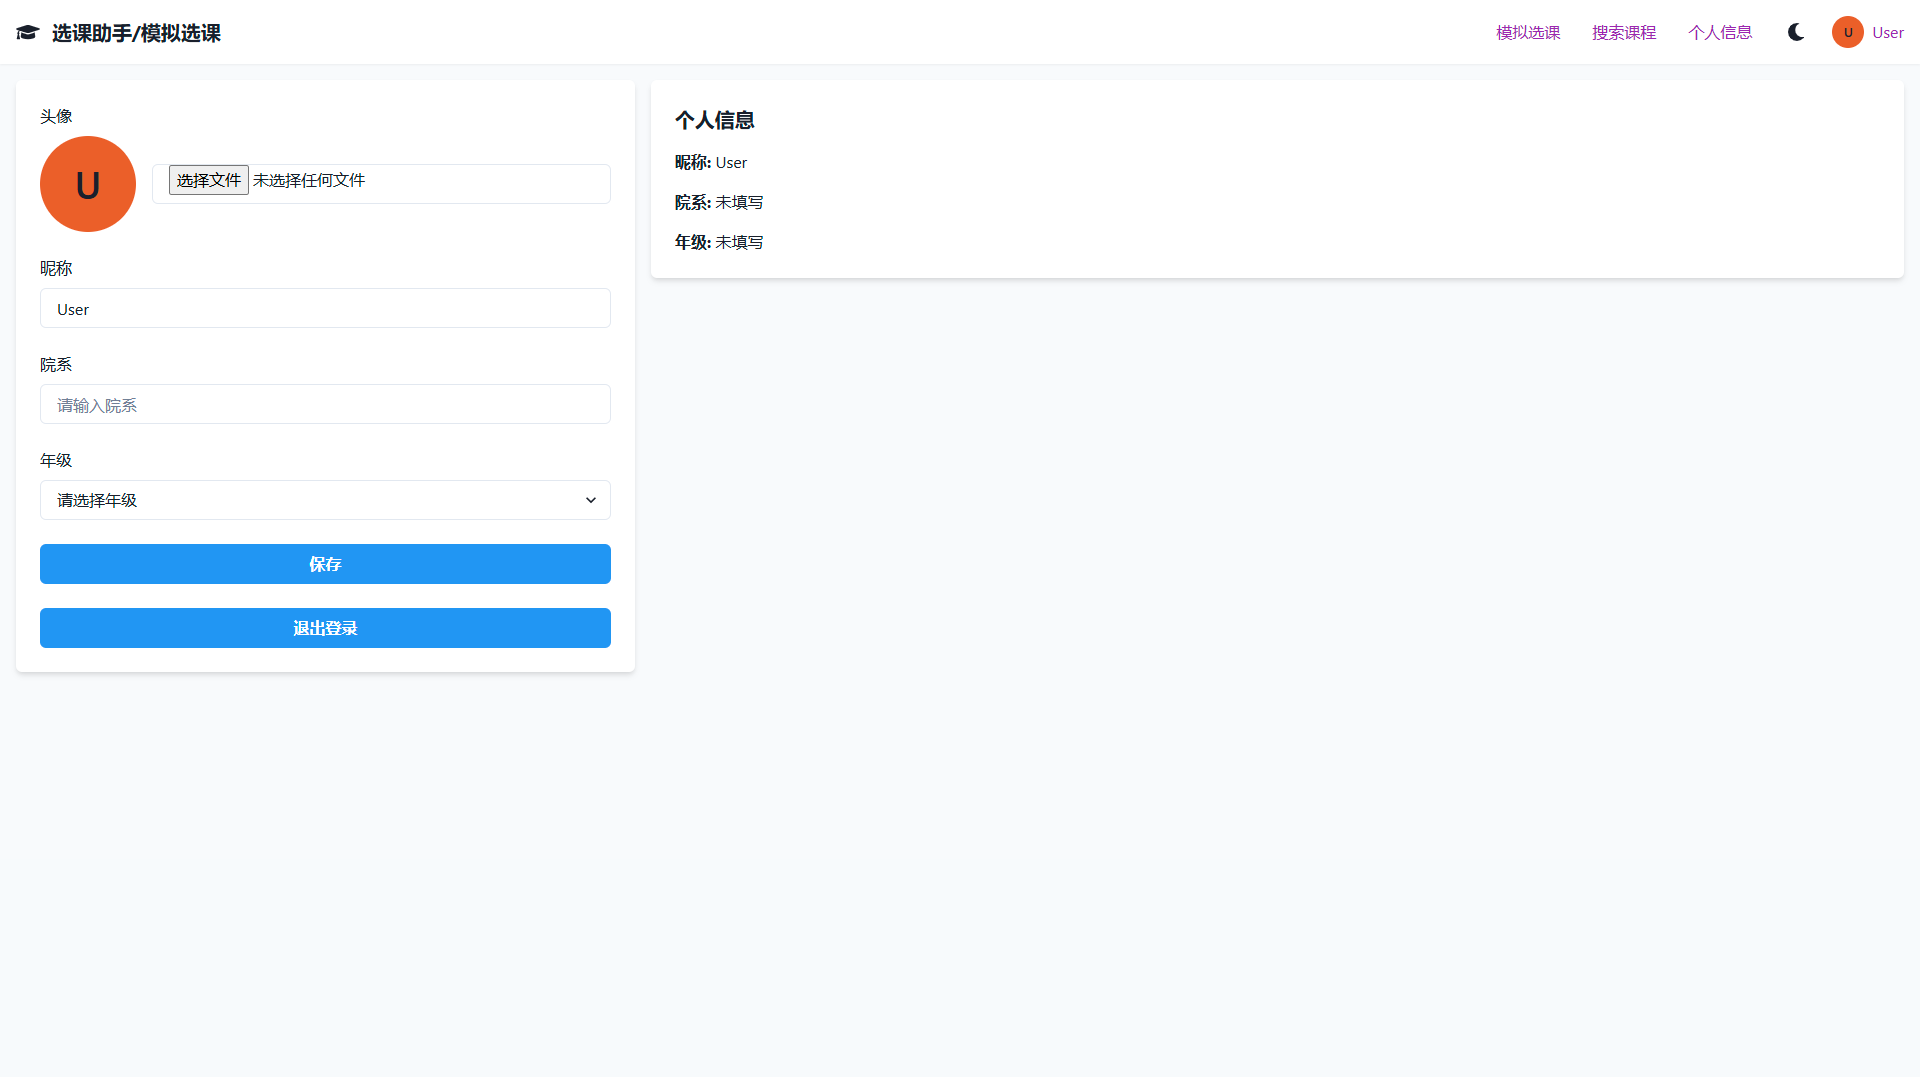 选课助手/模拟选课
模拟选课
搜索课程
个人信息
U
User
头像
U
选择文件 未选择任何文件
昵称
User
院系
请输入院系
年级
请选择年级
保存
退出登录
个人信息
昵称: User
院系: 未填写
年级: 未填写